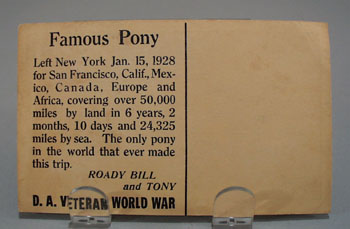 Famous Pony
Left New York Jan. 15, 1928
for San Francisco, Calif., Mex-
ico, Canada, Europe and
Africa, covering over 50,000
miles by land in 6 years, 2
months, 10 days and 24,325
miles by sea. The only pony
in the world that ever made
this trip.
ROADY BILL
and TONY
D. A. VETERAN WORLD WAR